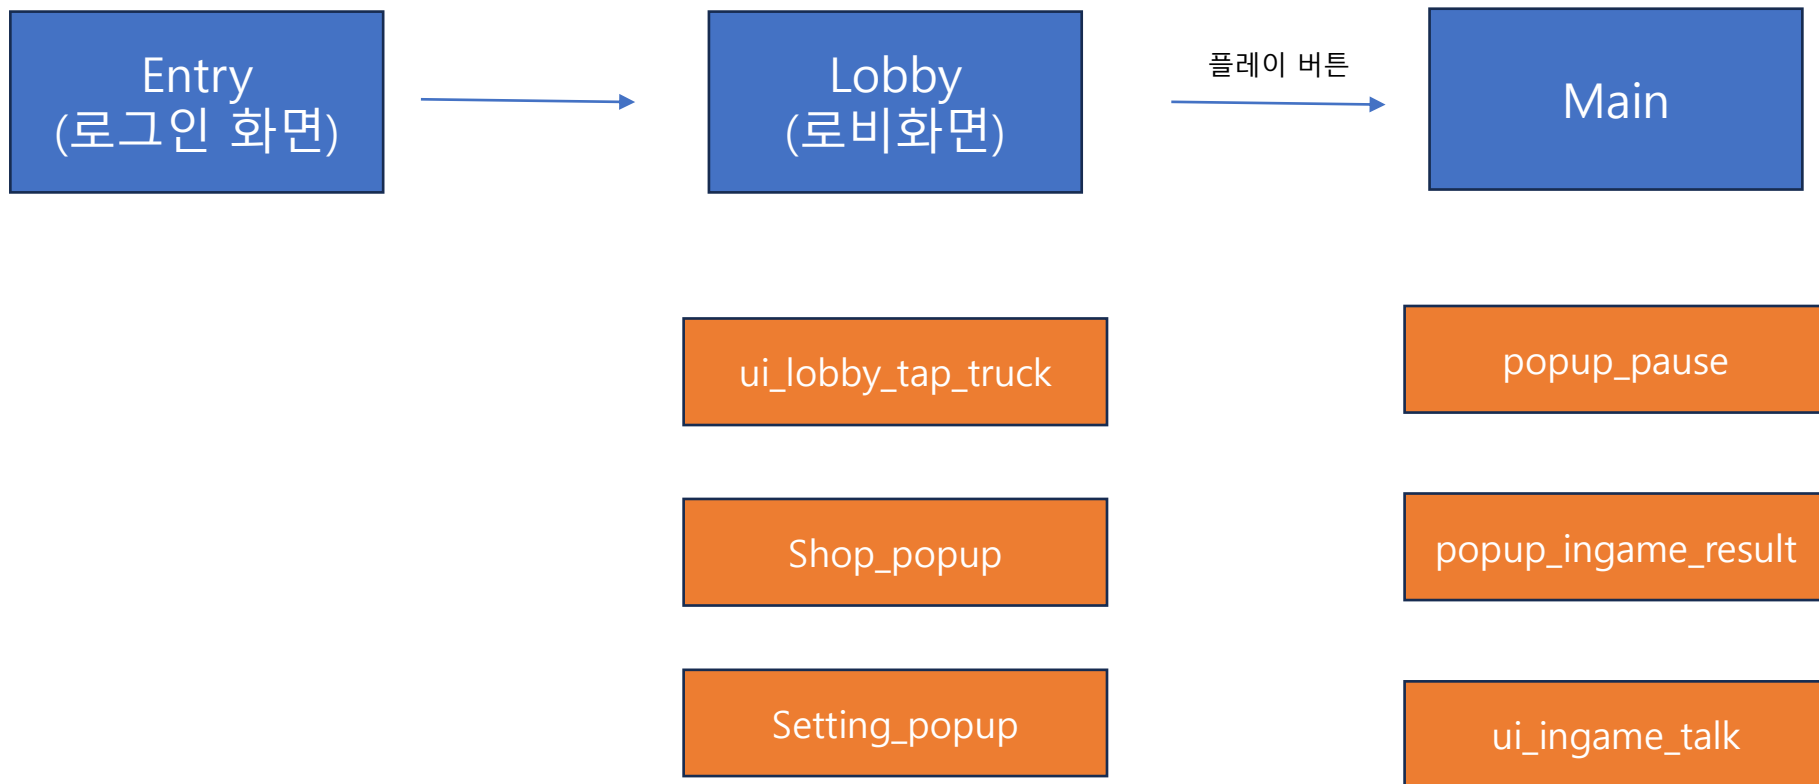 Entry
(로그인 화면)
Lobby
(로비화면)
플레이 버튼
Main
ui_lobby_tap_truck
popup_pause
Shop_popup
popup_ingame_result
Setting_popup
ui_ingame_talk